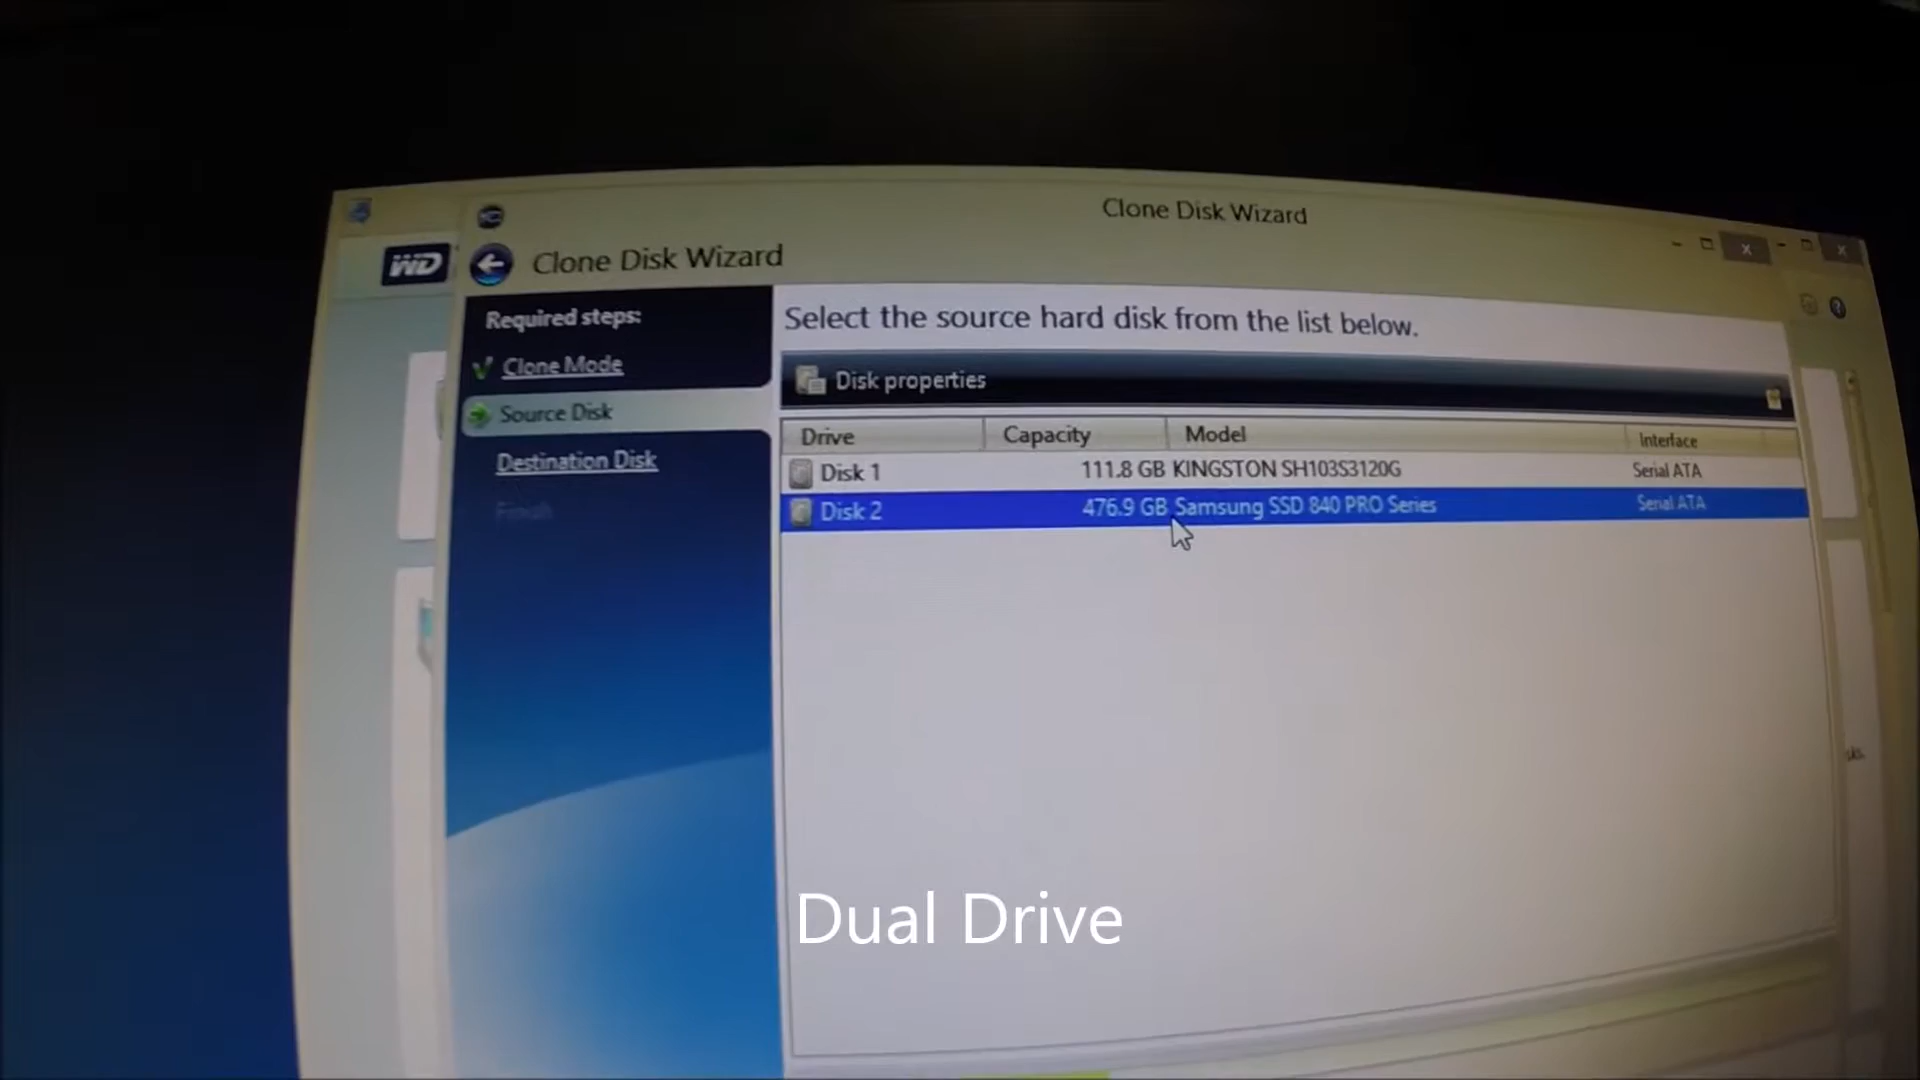 Clone Disk Wizard
WD
Clone Disk Wizard
Required steps:
Clone Mode
Source Disk
Destination Disk
Finish
Select the source hard disk from the list below.
Disk properties
Drive Capacity Model Interface
Disk 1 111.8 GB KINGSTON SH103S3120G Serial ATA
Disk 2 476.9 GB Samsung SSD 840 PRO Series Serial ATA
Dual Drive